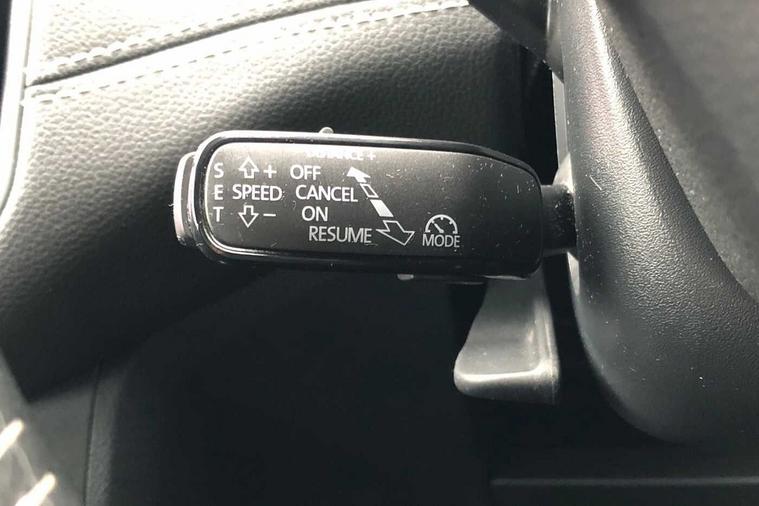 S + OFF
E SPEED CANCEL
T - ON
RESUME MODE